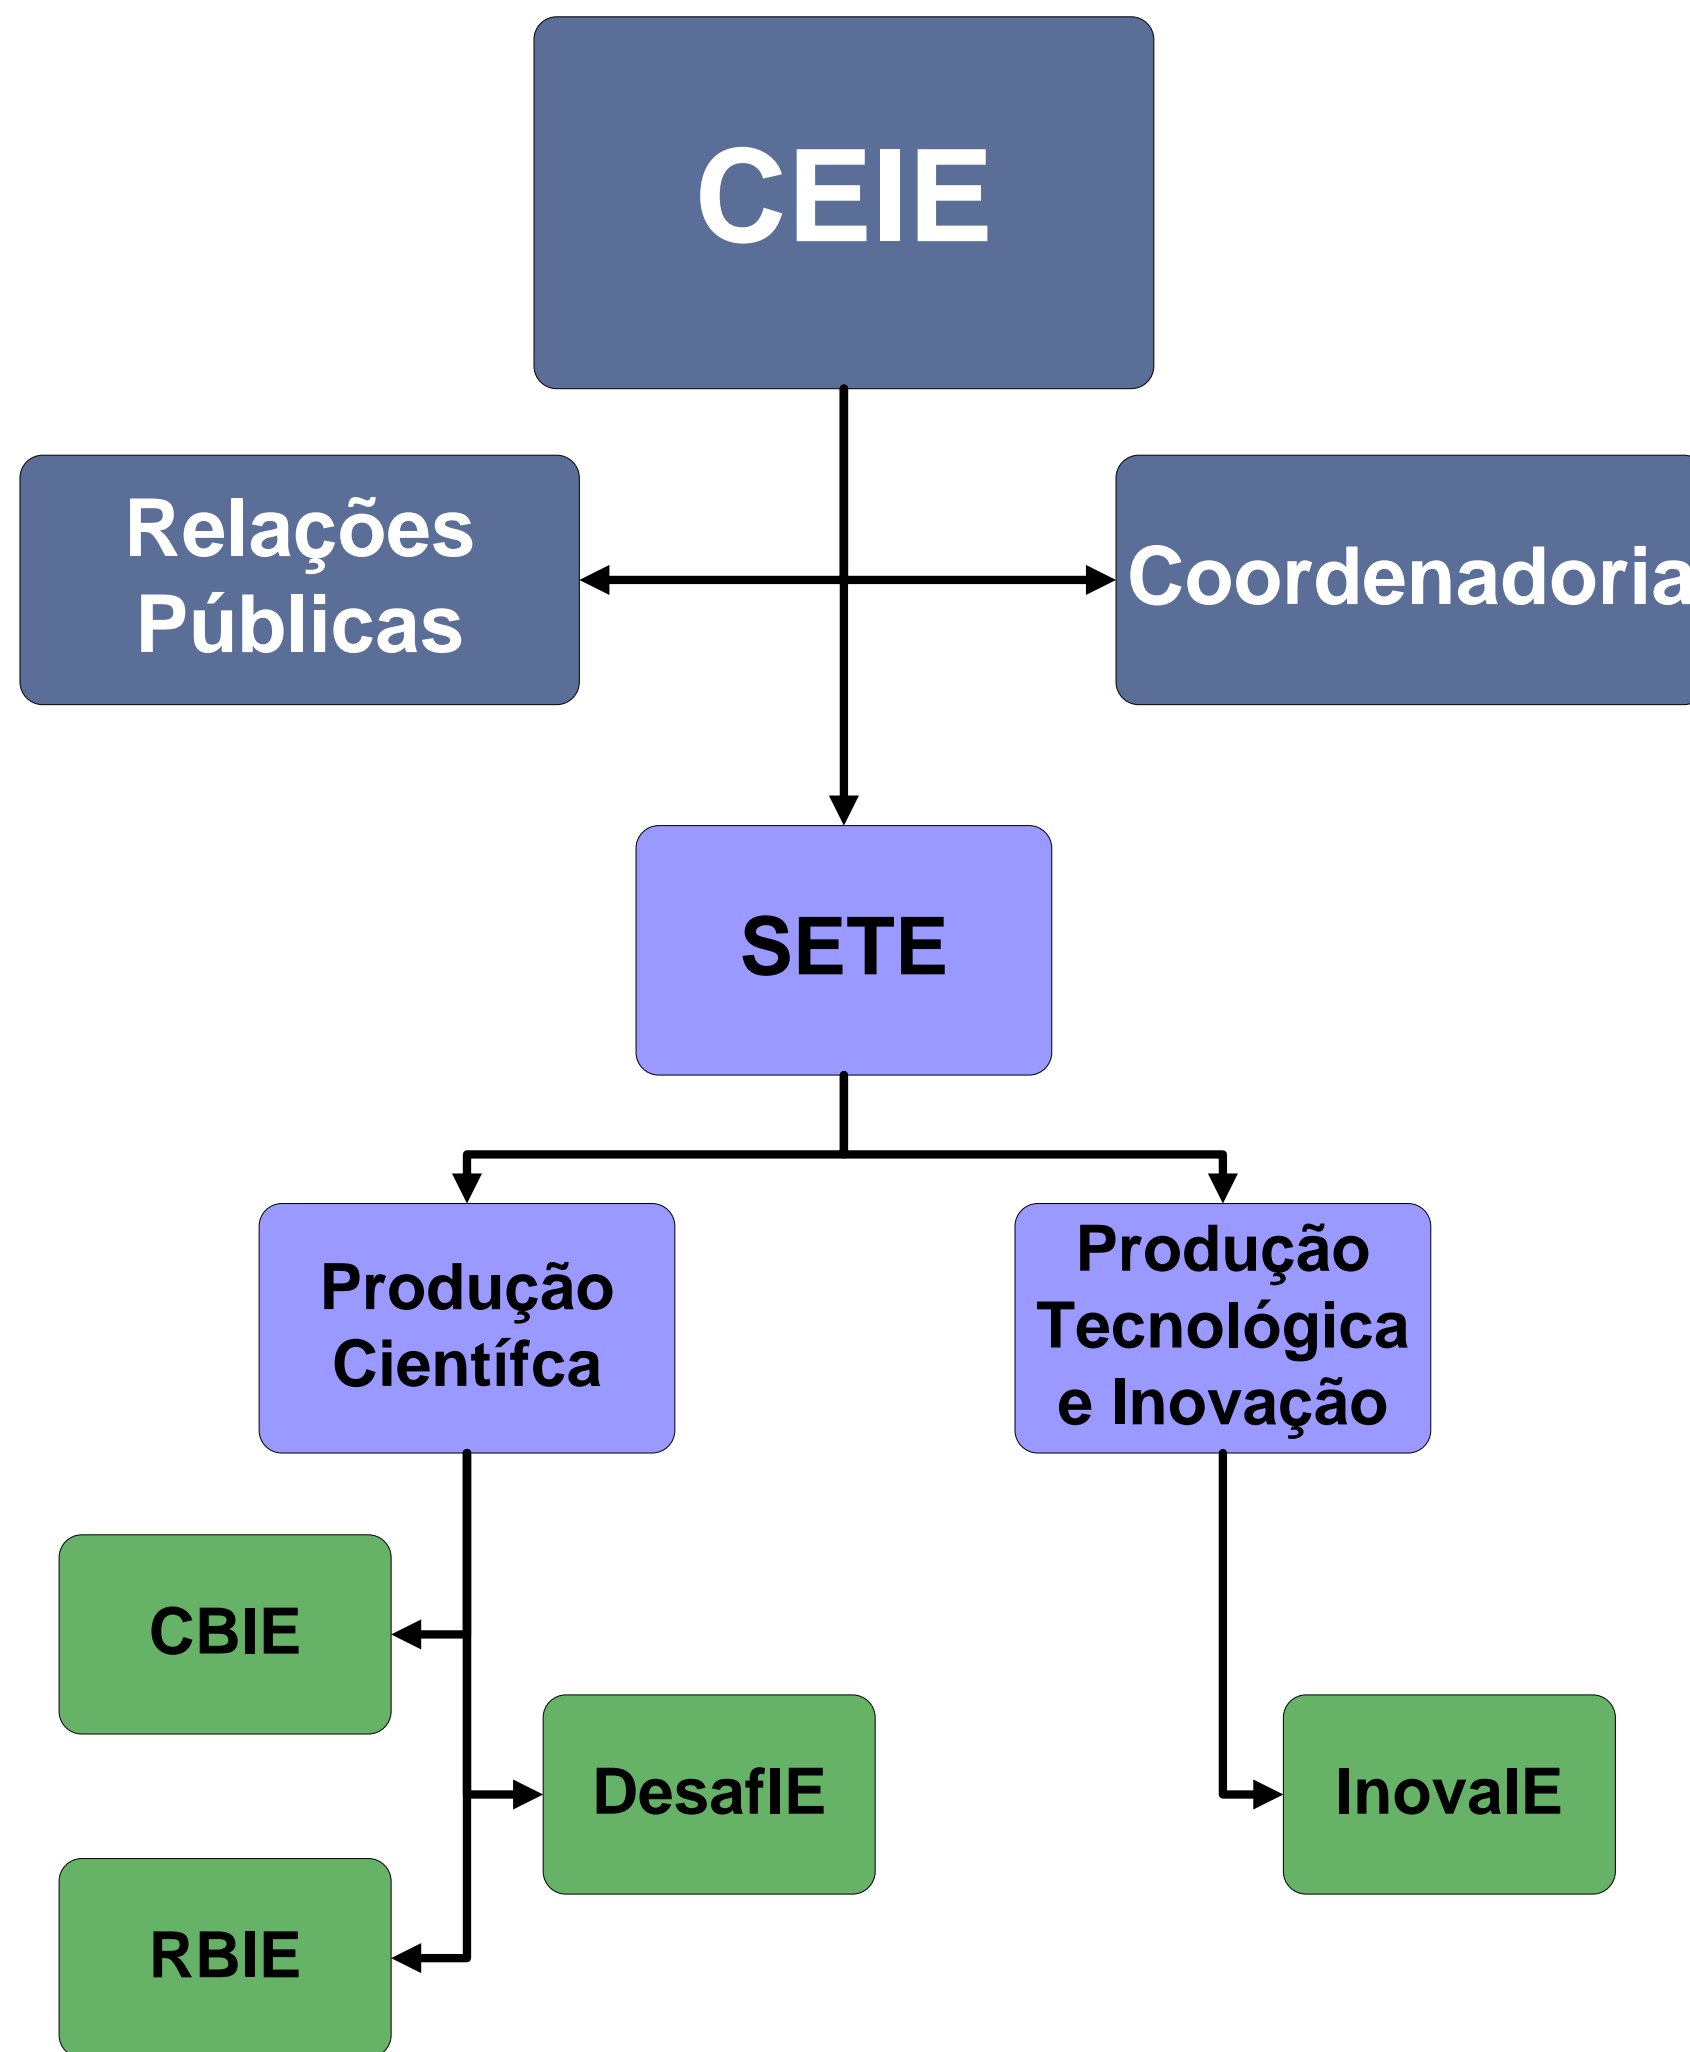 CEIE
Relações
Públicas
Coordenadoria
SETE
Produção
Científca
Produção
Tecnológica
e Inovação
CBIE
DesafIE
InovaIE
RBIE